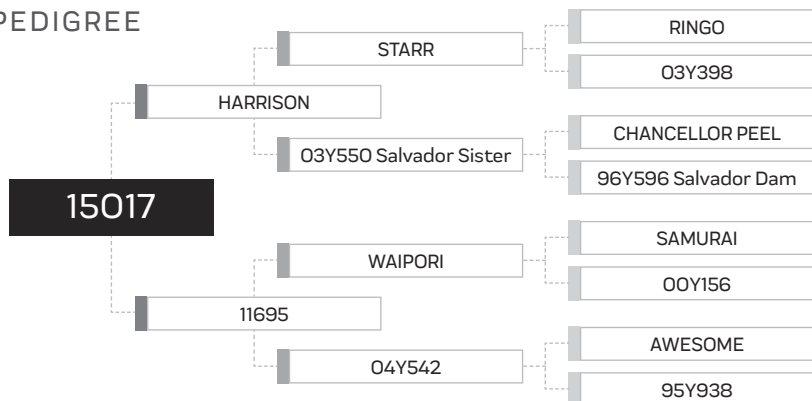 PEDIGREE
RINGO
STARR
03Y398
HARRISON
CHANCELLOR PEEL
03Y550 Salvador Sister
96Y596 Salvador Dam
15017
SAMURAI
WAIPORI
00Y156
11695
AWESOME
04Y542
95Y938